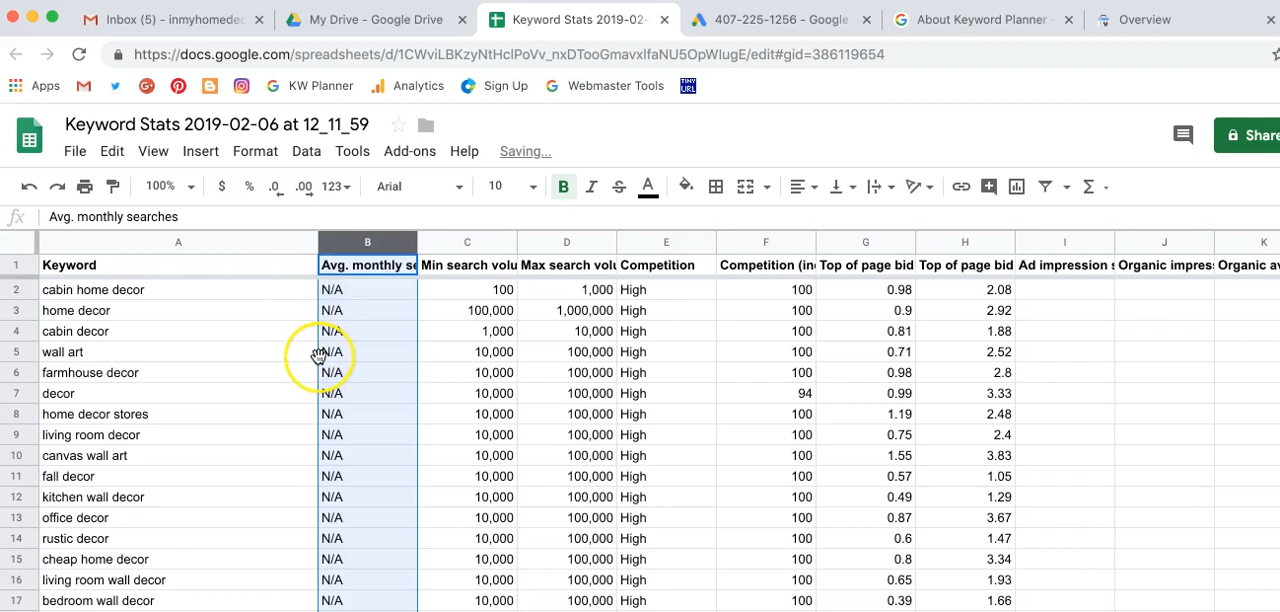 Inbox (5) - inmyhomedec
My Drive - Google Drive
Keyword Stats 2019-02-
407-225-1256 - Google
About Keyword Planner -
Overview
https://docs.google.com/spreadsheets/d/1CWviLBKzyNtHclPoVv_nxDTooGmavxlfaNU5OpWlugE/edit#gid=386119654
Apps KW Planner Analytics Sign Up Webmaster Tools TINY URL
Keyword Stats 2019-02-06 at 12_11_59
File Edit View Insert Format Data Tools Add-ons Help Saving...
Share
100% $ % .0 .00 123 Arial 10 B I S A Σ
fx Avg. monthly searches
A B C D E F G H I J K
1 Keyword Avg. monthly se Min search volu Max search volu Competition Competition (in Top of page bid Top of page bid Ad impression s Organic impres Organic av
2 cabin home decor N/A 100 1,000 High 100 0.98 2.08
3 home decor N/A 100,000 1,000,000 High 100 0.9 2.92
4 cabin decor N/A 1,000 10,000 High 100 0.81 1.88
5 wall art N/A 10,000 100,000 High 100 0.71 2.52
6 farmhouse decor N/A 10,000 100,000 High 100 0.98 2.8
7 decor N/A 10,000 100,000 High 94 0.99 3.33
8 home decor stores N/A 10,000 100,000 High 100 1.19 2.48
9 living room decor N/A 10,000 100,000 High 100 0.75 2.4
10 canvas wall art N/A 10,000 100,000 High 100 1.55 3.83
11 fall decor N/A 10,000 100,000 High 100 0.57 1.05
12 kitchen wall decor N/A 10,000 100,000 High 100 0.49 1.29
13 office decor N/A 10,000 100,000 High 100 0.87 3.67
14 rustic decor N/A 10,000 100,000 High 100 0.6 1.47
15 cheap home decor N/A 10,000 100,000 High 100 0.8 3.34
16 living room wall decor N/A 10,000 100,000 High 100 0.65 1.93
17 bedroom wall decor N/A 10,000 100,000 High 100 0.39 1.66